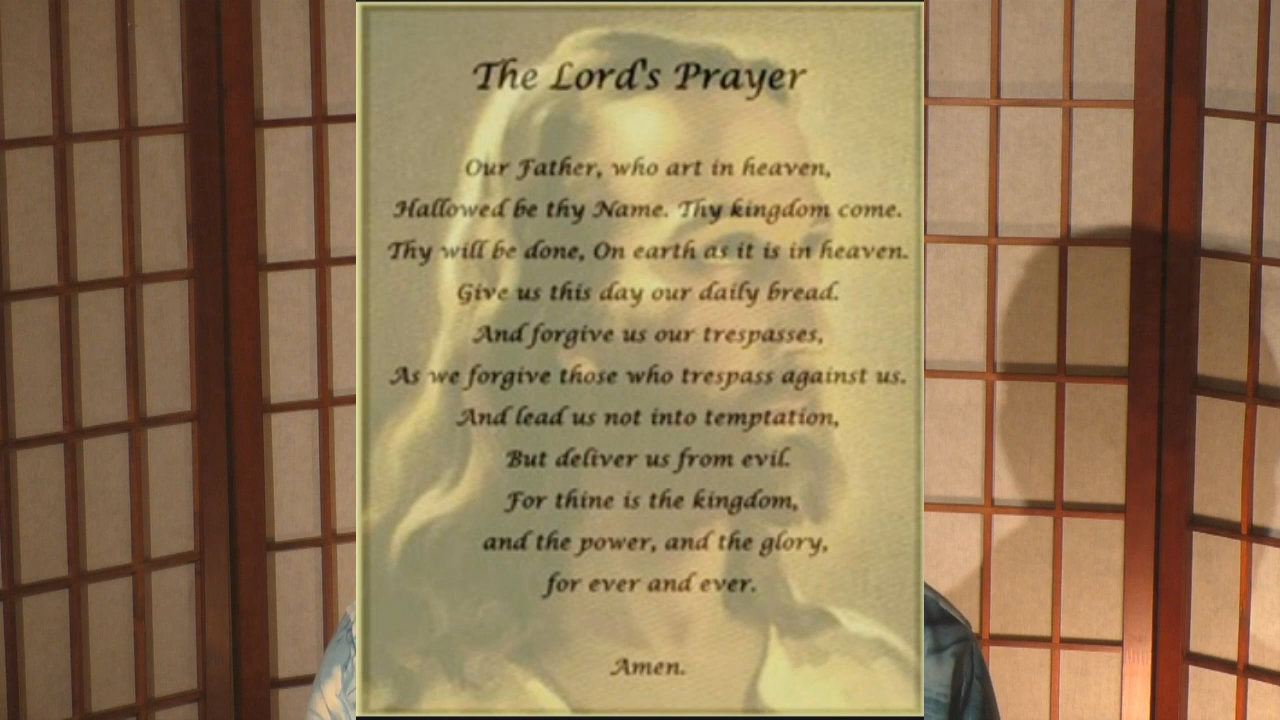 The Lord's Prayer
Our Father, who art in heaven,
Hallowed be thy Name. Thy kingdom come.
Thy will be done, On earth as it is in heaven.
Give us this day our daily bread.
And forgive us our trespasses,
As we forgive those who trespass against us.
And lead us not into temptation,
But deliver us from evil.
For thine is the kingdom,
and the power, and the glory,
for ever and ever.
Amen.